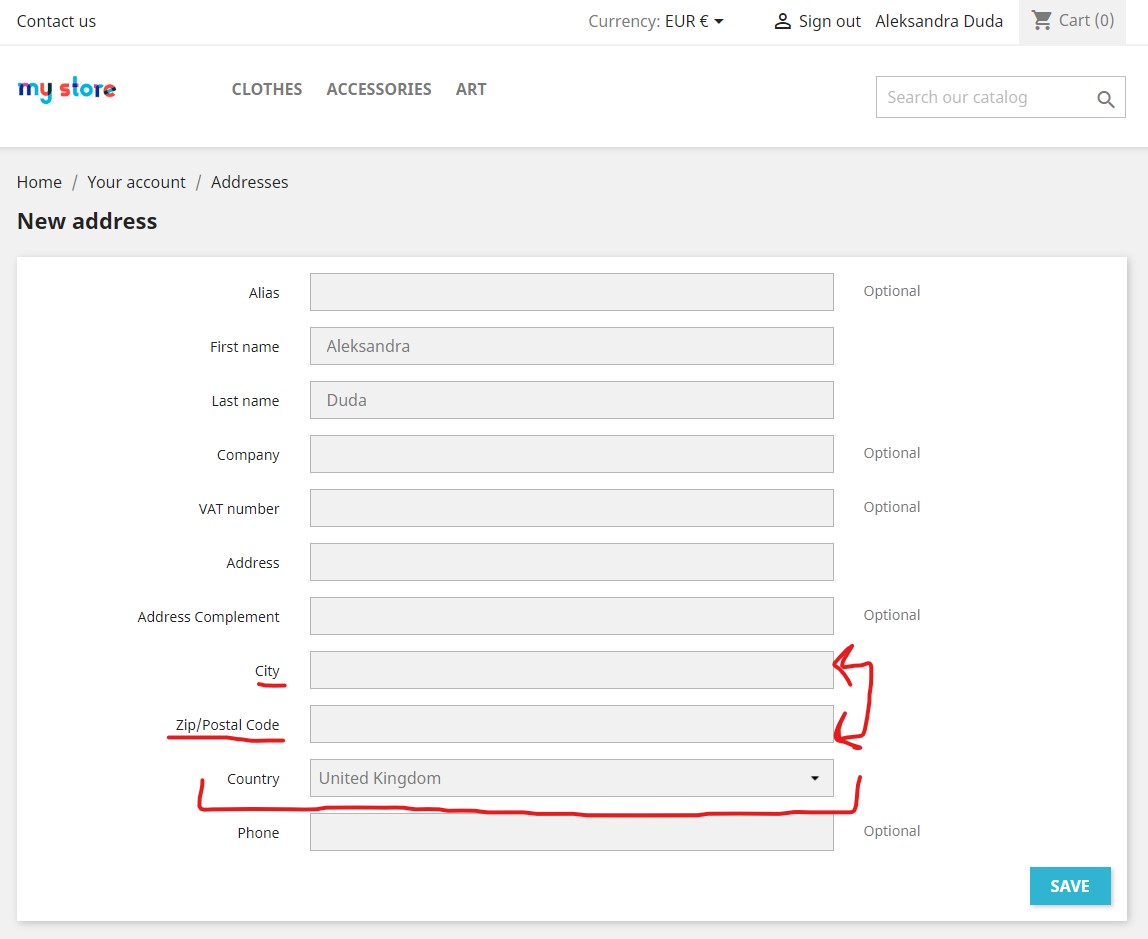 Contact us Currency: EUR € Sign out Aleksandra Duda Cart (0)
my store CLOTHES ACCESSORIES ART Search our catalog
Home / Your account / Addresses
New address
Alias Optional
First name Aleksandra
Last name Duda
Company Optional
VAT number Optional
Address
Address Complement Optional
City
Zip/Postal Code
Country United Kingdom
Phone Optional
SAVE